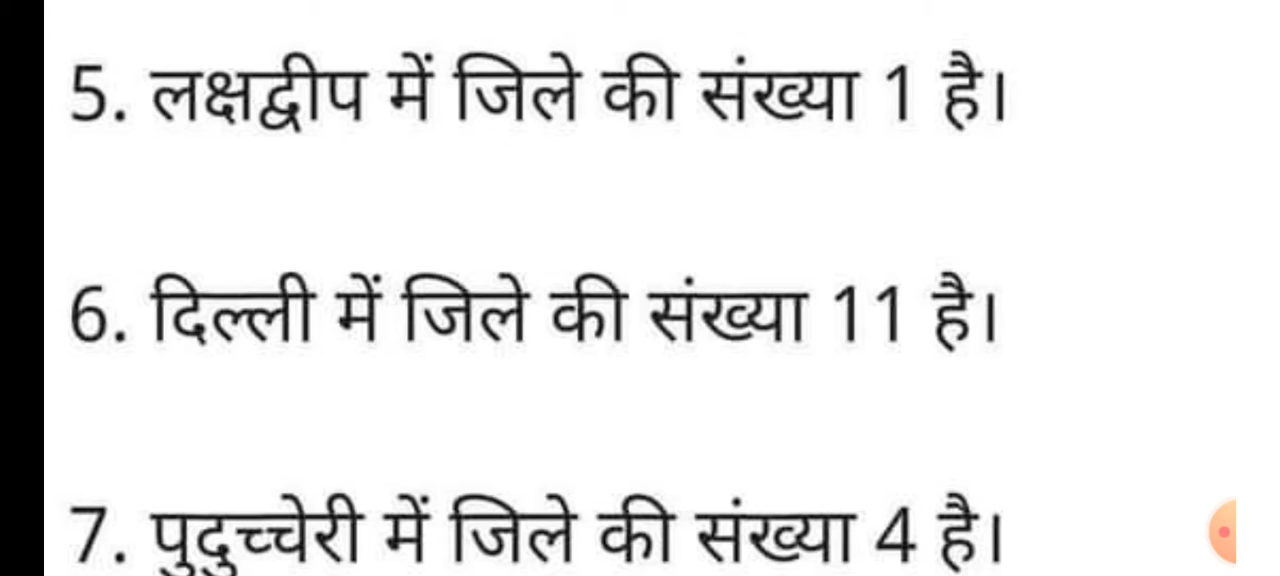 5. लक्षद्वीप में जिले की संख्या 1 है।
6. दिल्ली में जिले की संख्या 11 है।
7. पुदुच्चेरी में जिले की संख्या 4 है।